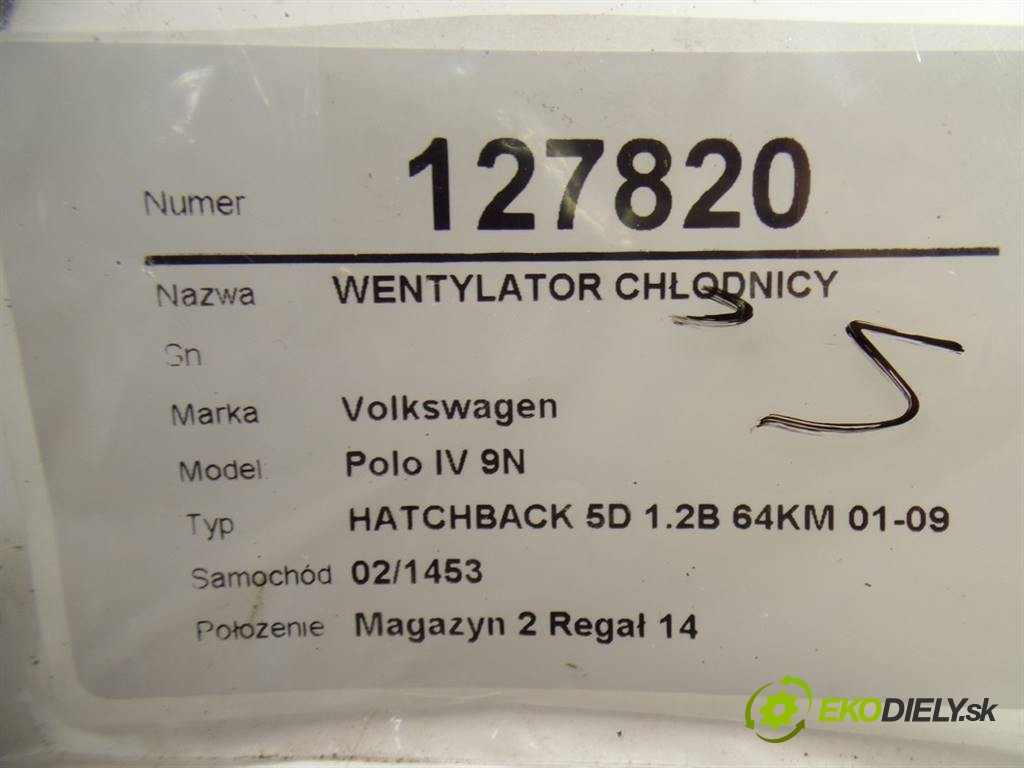 Numer 127820
Nazwa WENTYLATOR CHŁODNICY
Sn
Marka Volkswagen
Model Polo IV 9N
Typ HATCHBACK 5D 1.2B 64KM 01-09
Samochód 02/1453
Położenie Magazyn 2 Regał 14
EKODIELY.sk